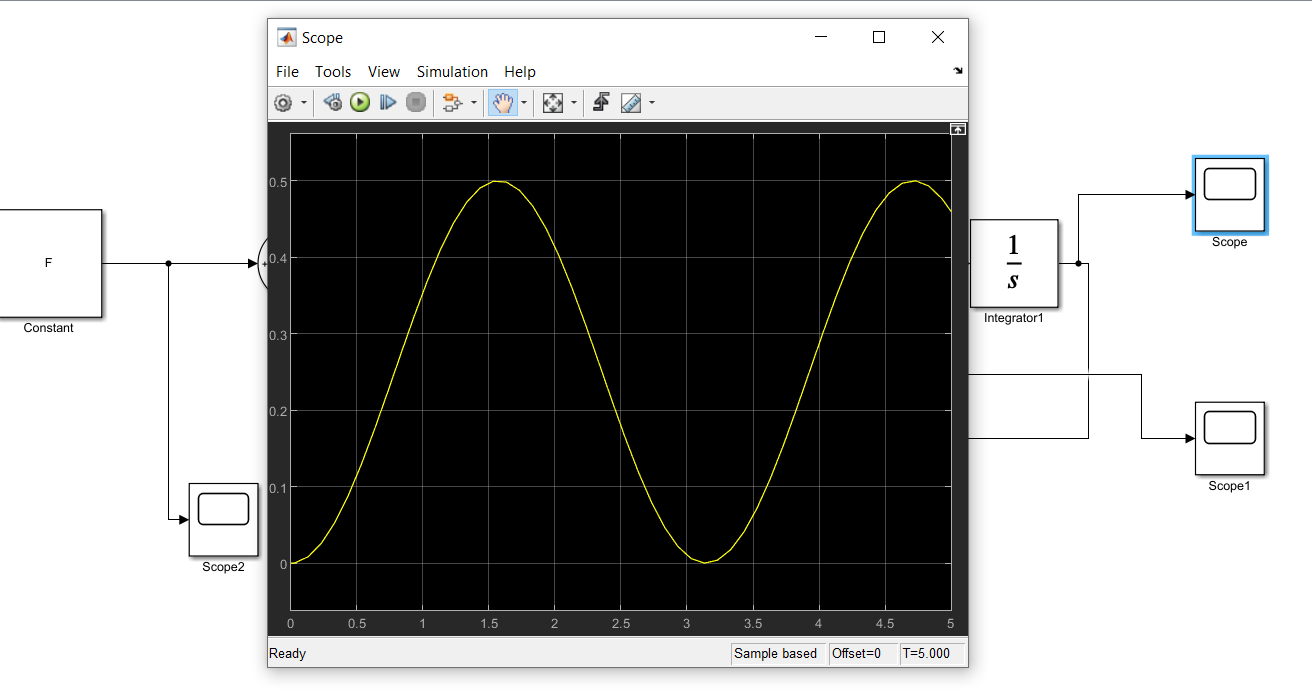 Scope
File Tools View Simulation Help
0.5
0.4
0.3
0.2
0.1
0
0 0.5 1 1.5 2 2.5 3 3.5 4 4.5 5
Ready Sample based Offset=0 T=5.000
F
Constant
Scope2
1
s
Integrator1
Scope
Scope1